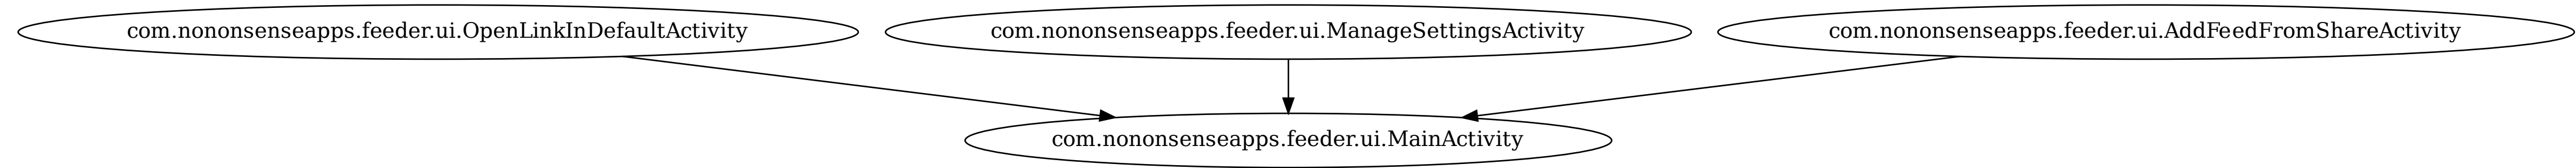 com.nononsenseapps.feeder.ui.OpenLinkInDefaultActivity
com.nononsenseapps.feeder.ui.ManageSettingsActivity
com.nononsenseapps.feeder.ui.AddFeedFromShareActivity
com.nononsenseapps.feeder.ui.MainActivity